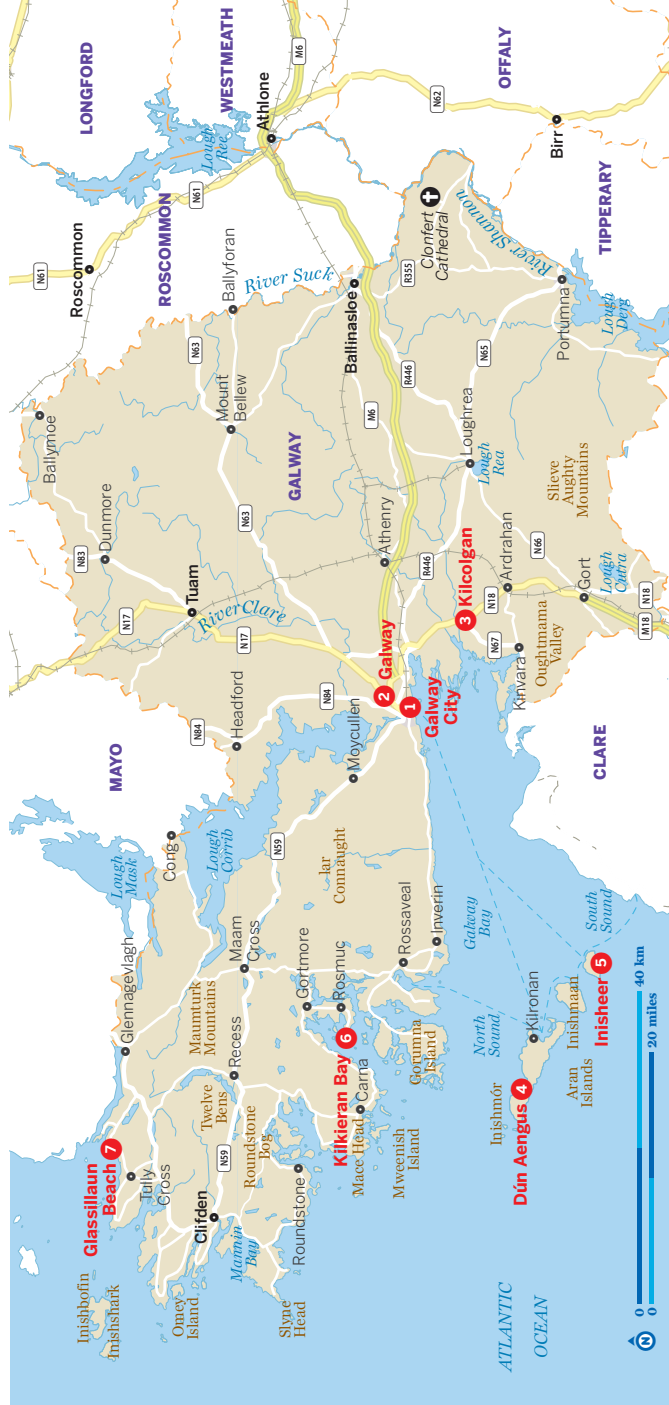 LONGFORD
WESTMEATH
OFFALY
M6
Athlone
N62
Lough
Ree
Birr
ROSCOMMON
N61
N61
Roscommon
TIPPERARY
Clonfert
Cathedral
River Shannon
R355
Ballyforan
River Suck
Ballinasloe
Portumna
Lough
Derg
N63
Mount
Bellew
R446
N65
M6
Ballymoe
GALWAY
Loughrea
Lough
Rea
Slieve
Aughty
Mountains
Dunmore
N83
N63
Athenry
R446
Ardrahan
N66
Tuam
River Clare
N17
N17
3 Kilcolgan
N18
Gort
Lough
Cutra
N18
M18
N67
Oughtmama
Valley
Kinvara
2 Galway
1
Galway
City
Headford
N84
N84
Moycullen
MAYO
CLARE
Cong
Lough
Mask
Lough
Corrib
N59
Iar
Connaught
Maam
Cross
Rossaveal
Inverin
Galway
Bay
South
Sound
Glennagevlagh
Maumturk
Mountains
Gortmore
Rosmuc
Recess
Kilkieran Bay 6
Gorumna
Island
North
Sound
Kilronan
Inishmaan
5
Inisheer
Twelve
Bens
Carna
Mace Head
Mweenish
Island
Inishmór
Aran
Islands
Dún Aengus 4
Glassillaun
Beach 7
Tully
Cross
N59
Roundstone
Bog
Roundstone
Clifden
Mannin
Bay
Inishbofin
Inishshark
Omey
Island
Slyne
Head
ATLANTIC
OCEAN
N
0
40 km
0
20 miles